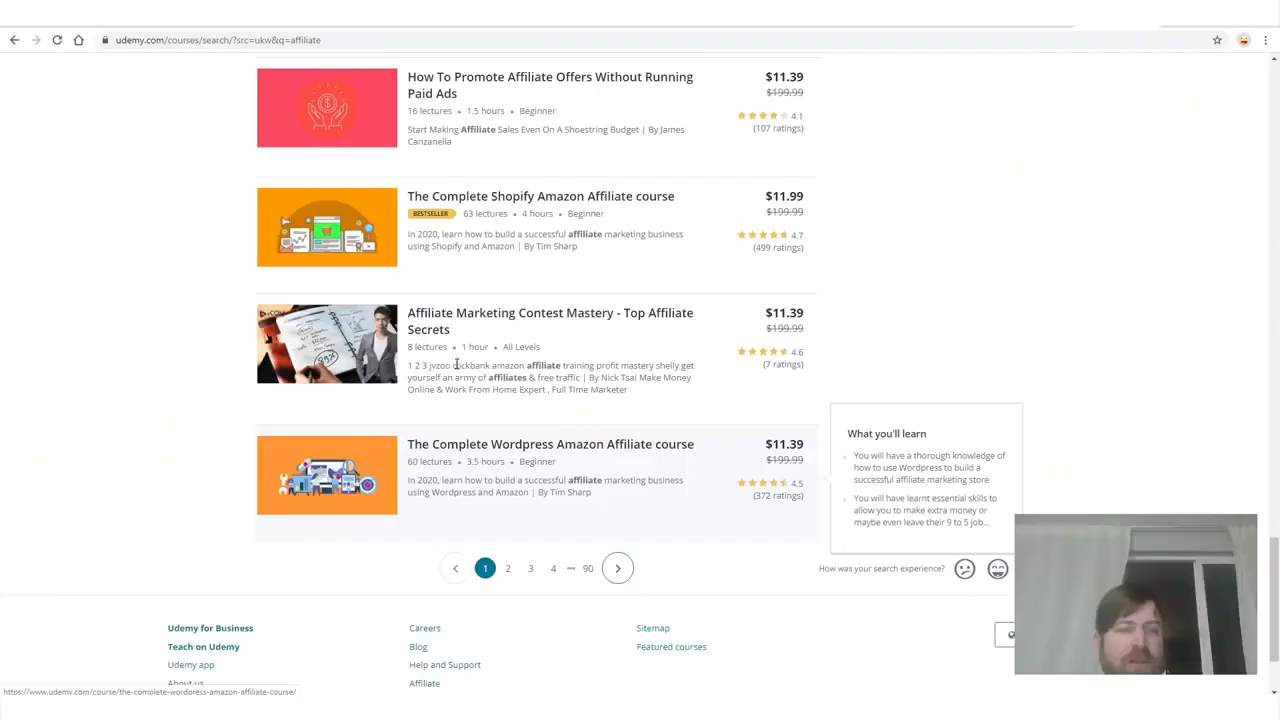 udemy.com/courses/search/?src=ukw&q=affiliate
How To Promote Affiliate Offers Without Running
Paid Ads
16 lectures • 1.5 hours • Beginner
Start Making Affiliate Sales Even On A Shoestring Budget | By James
Canzanella
$11.39
$199.99
4.1
(107 ratings)
The Complete Shopify Amazon Affiliate course
BESTSELLER 63 lectures • 4 hours • Beginner
In 2020, learn how to build a successful affiliate marketing business
using Shopify and Amazon | By Tim Sharp
$11.99
$199.99
4.7
(499 ratings)
Affiliate Marketing Contest Mastery - Top Affiliate
Secrets
8 lectures • 1 hour • All Levels
1 2 3 jvzoo clickbank amazon affiliate training profit mastery shelly get
yourself an army of affiliates & free traffic | By Nick Tsai Make Money
Online & Work From Home Expert , Full TIme Marketer
$11.39
$199.99
4.6
(7 ratings)
The Complete Wordpress Amazon Affiliate course
60 lectures • 3.5 hours • Beginner
In 2020, learn how to build a successful affiliate marketing business
using Wordpress and Amazon | By Tim Sharp
$11.39
$199.99
4.5
(372 ratings)
What you'll learn
You will have a thorough knowledge of
how to use Wordpress to build a
successful affiliate marketing store
You will have learnt essential skills to
allow you to make extra money or
maybe even leave their 9 to 5 job...
1 2 3 4 ··· 90
How was your search experience?
Udemy for Business
Teach on Udemy
Udemy app
About us
Careers
Blog
Help and Support
Affiliate
Sitemap
Featured courses
https://www.udemy.com/course/the-complete-wordpress-amazon-affiliate-course/